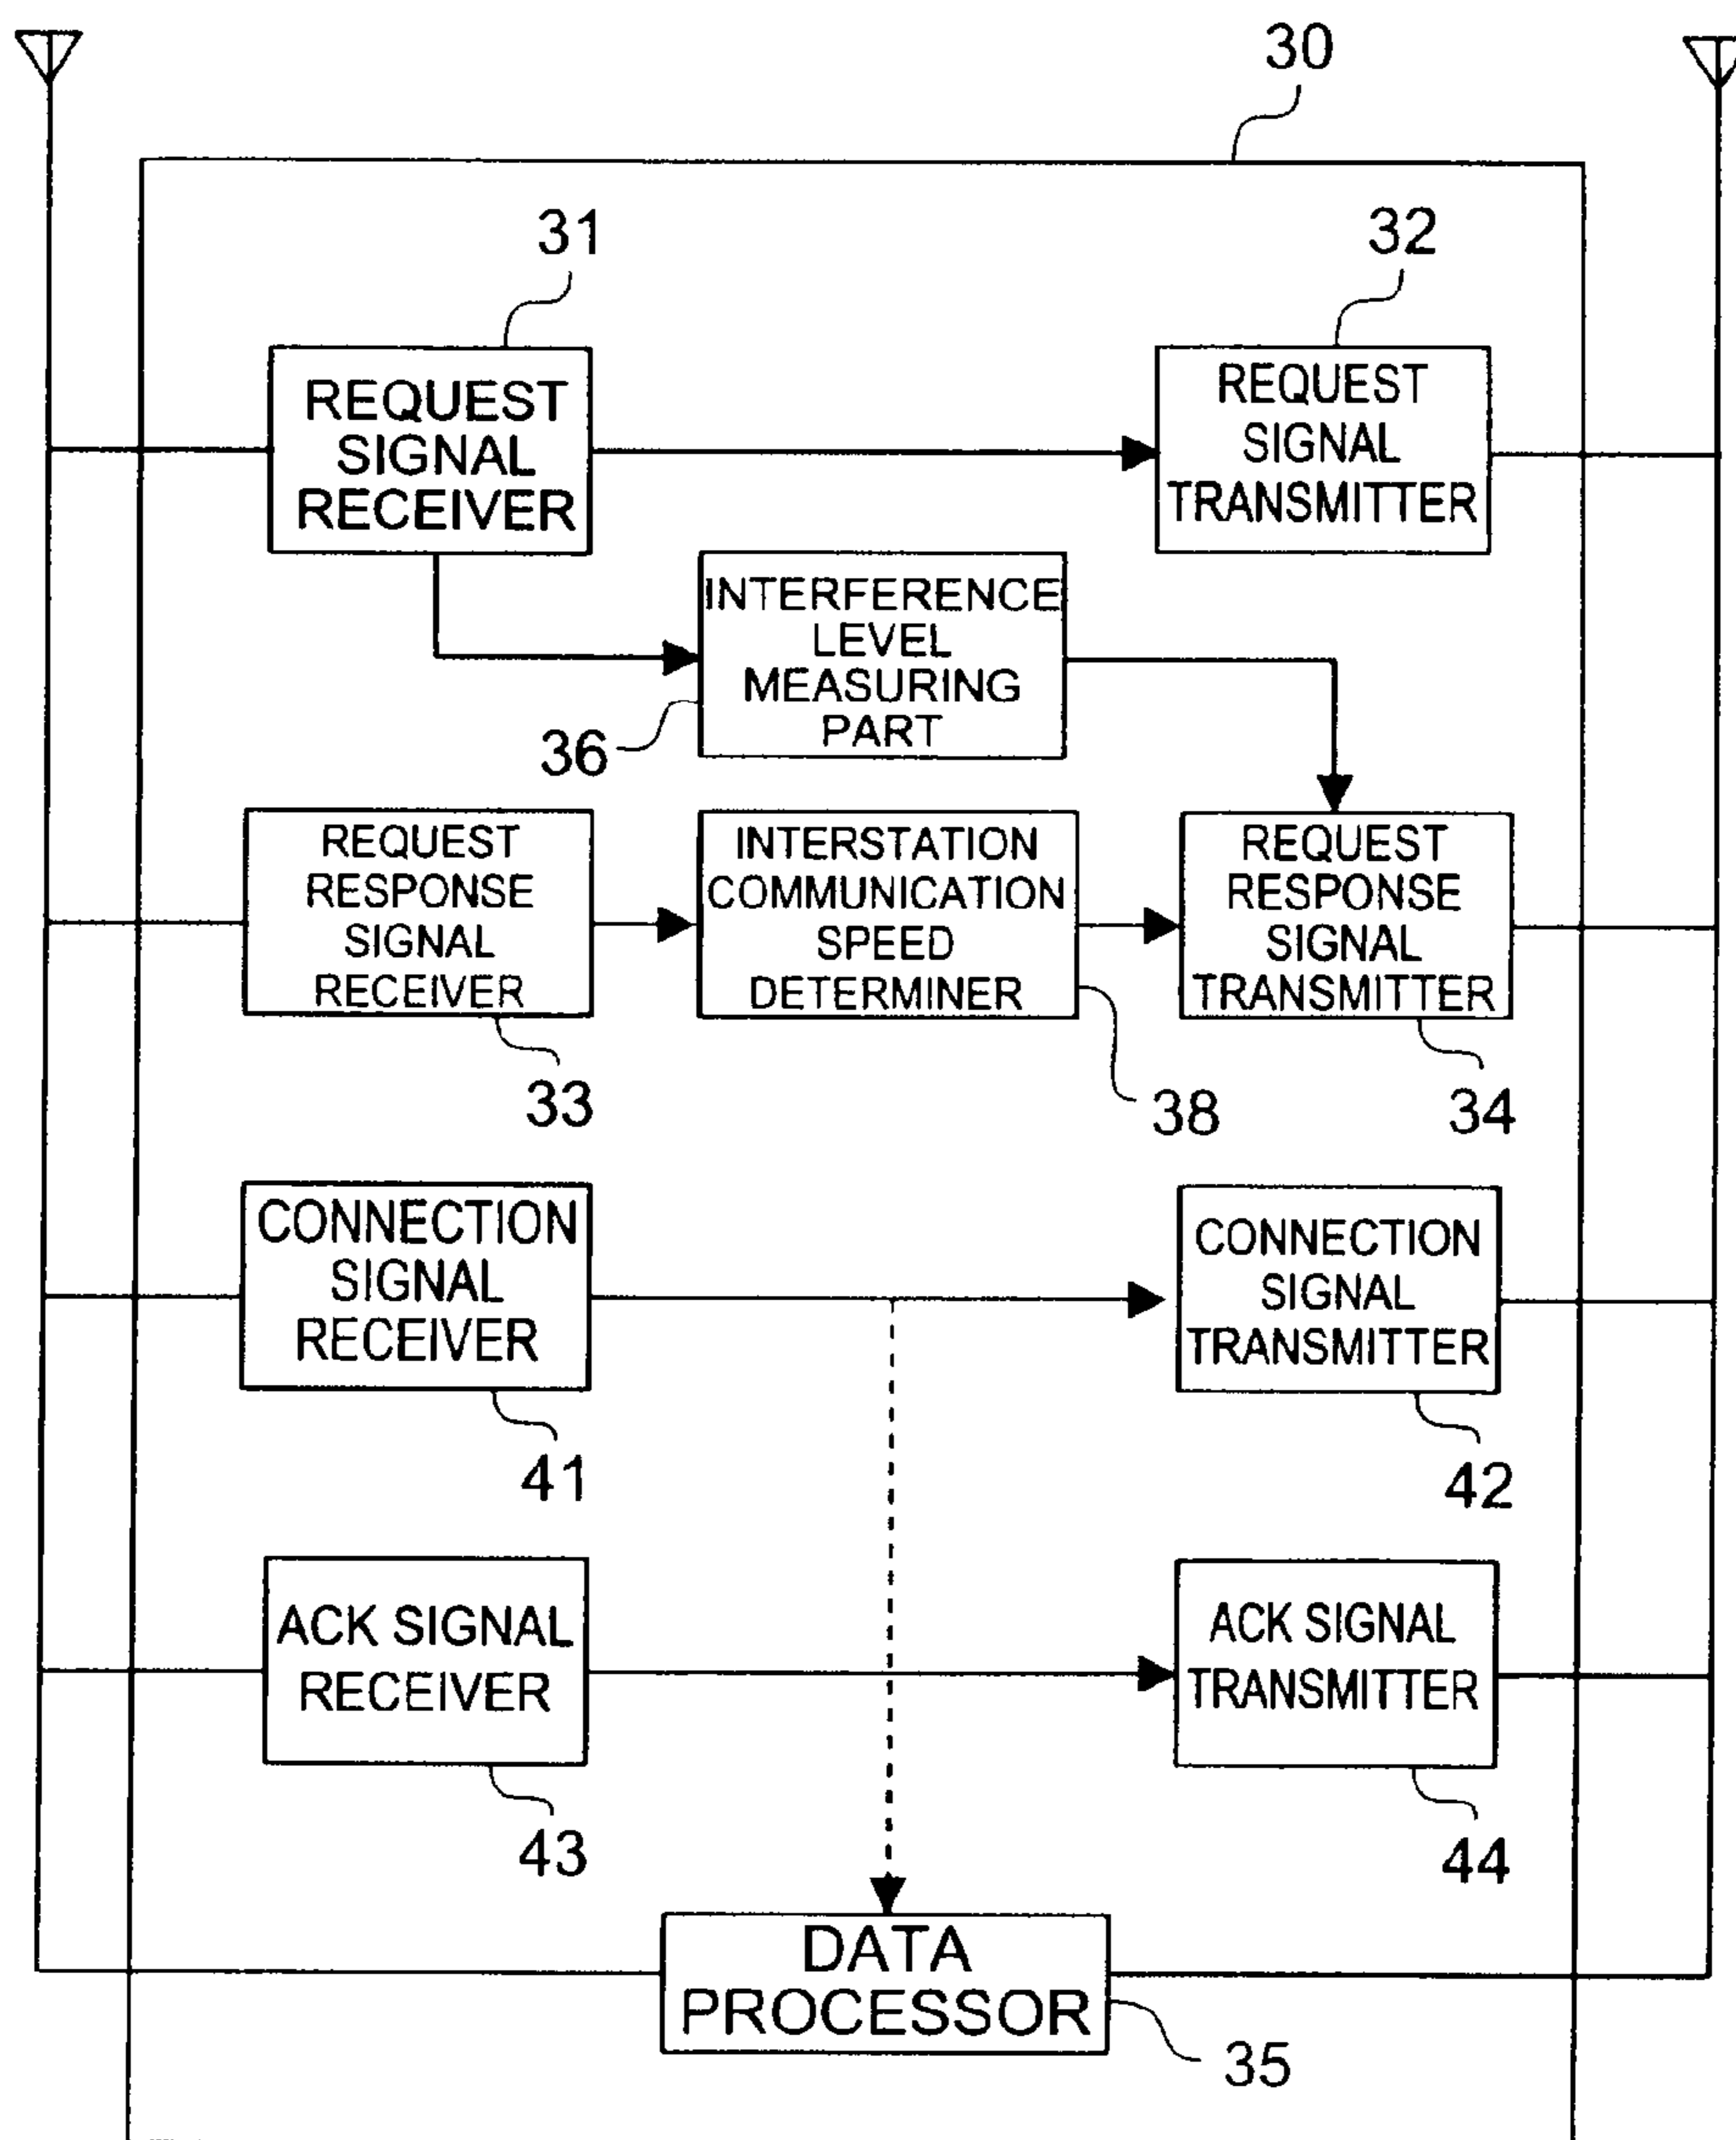 30
31
32
REQUEST
SIGNAL
RECEIVER
REQUEST
SIGNAL
TRANSMITTER
INTERFERENCE
LEVEL
MEASURING
PART
36
REQUEST
RESPONSE
SIGNAL
RECEIVER
INTERSTATION
COMMUNICATION
SPEED
DETERMINER
REQUEST
RESPONSE
SIGNAL
TRANSMITTER
33
38
34
CONNECTION
SIGNAL
RECEIVER
CONNECTION
SIGNAL
TRANSMITTER
41
42
ACK SIGNAL
RECEIVER
ACK SIGNAL
TRANSMITTER
43
44
DATA
PROCESSOR
35